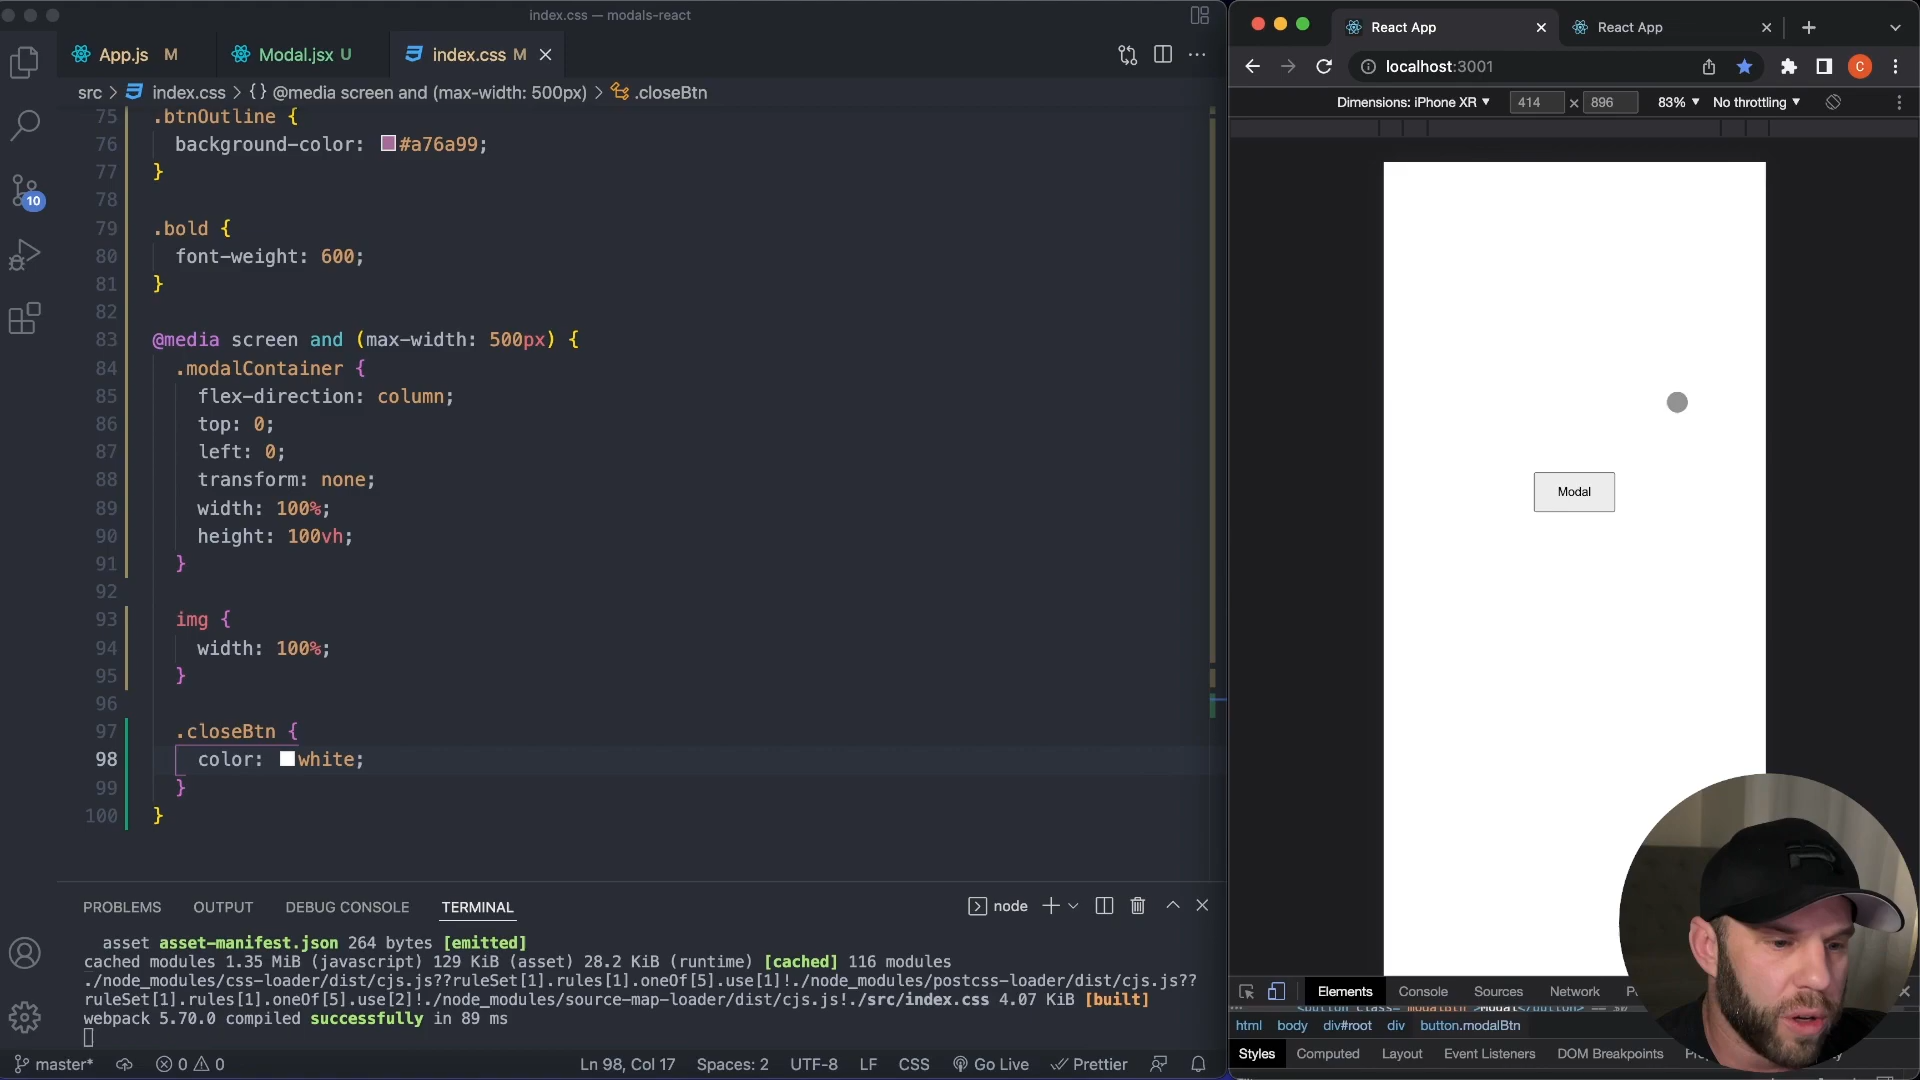 index.css — modals-react
App.js M
Modal.jsx U
index.css M
src > index.css > {} @media screen and (max-width: 500px) > .closeBtn
75 .btnOutline {
76 background-color: #a76a99;
77 }
78
79 .bold {
80 font-weight: 600;
81 }
82
83 @media screen and (max-width: 500px) {
84 .modalContainer {
85 flex-direction: column;
86 top: 0;
87 left: 0;
88 transform: none;
89 width: 100%;
90 height: 100vh;
91 }
92
93 img {
94 width: 100%;
95 }
96
97 .closeBtn {
98 color: white;
99 }
100 }
10
PROBLEMS OUTPUT DEBUG CONSOLE TERMINAL
node
asset asset-manifest.json 264 bytes [emitted]
cached modules 1.35 MiB (javascript) 129 KiB (asset) 28.2 KiB (runtime) [cached] 116 modules
./node_modules/css-loader/dist/cjs.js??ruleSet[1].rules[1].oneOf[5].use[1]!./node_modules/postcss-loader/dist/cjs.js??
ruleSet[1].rules[1].oneOf[5].use[2]!./node_modules/source-map-loader/dist/cjs.js!./src/index.css 4.07 KiB [built]
webpack 5.70.0 compiled successfully in 89 ms
master* 0 0 Ln 98, Col 17 Spaces: 2 UTF-8 LF CSS Go Live Prettier
React App
React App
localhost:3001
C
Dimensions: iPhone XR 414 × 896 83% No throttling
Modal
Elements Console Sources Network
html body div#root div button.modalBtn
Styles Computed Layout Event Listeners DOM Breakpoints